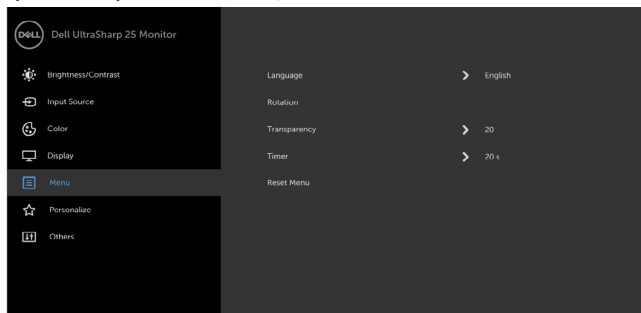 DELL Dell UltraSharp 25 Monitor
Brightness/Contrast
Input Source
Color
Display
Menu
Personalize
Others
Language English
Rotation
Transparency 20
Timer 20 s
Reset Menu